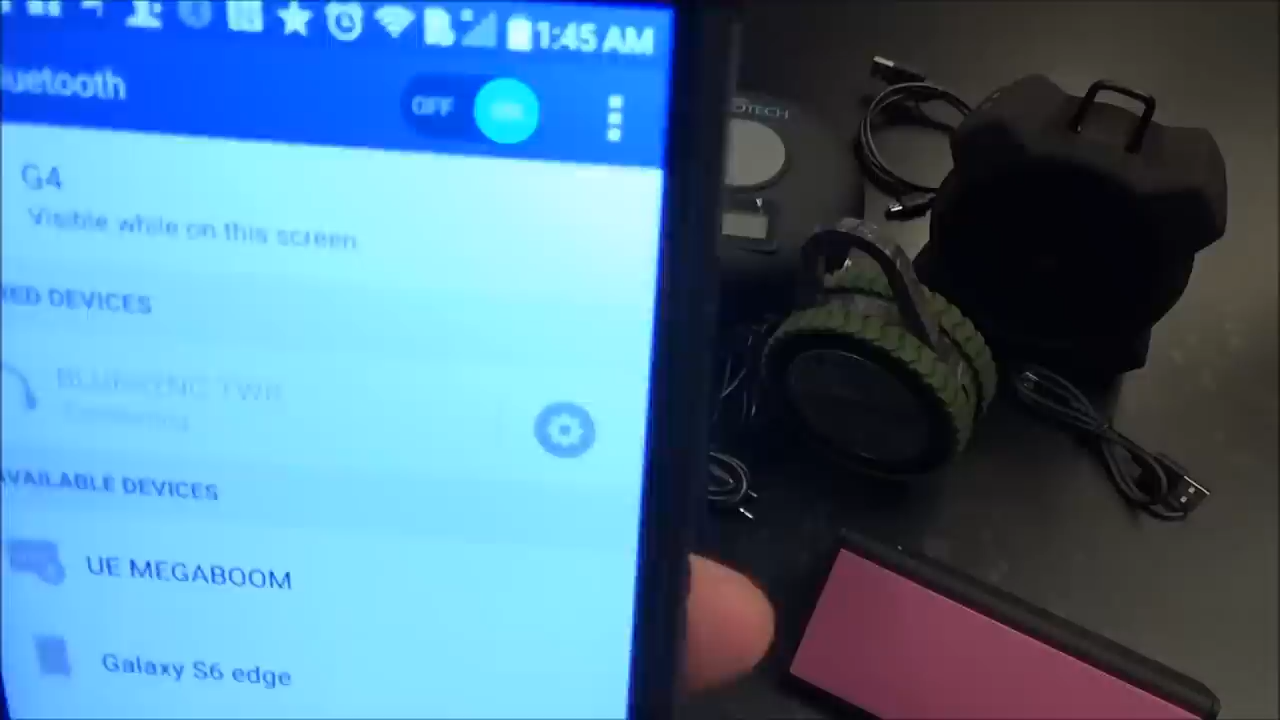 1:45 AM
uetooth OFF
G4
Visible while on this screen
ED DEVICES
AVAILABLE DEVICES
UE MEGABOOM
Galaxy S6 edge
OTECH